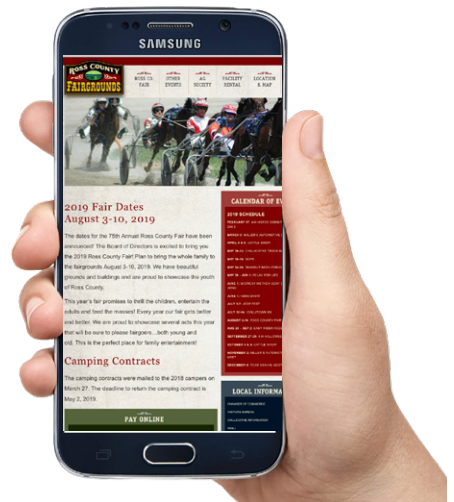 SAMSUNG
ROSS COUNTY
FAIRGROUNDS
ROSS CO. FAIR
OTHER EVENTS
AG SOCIETY
FACILITY RENTAL
LOCATION & MAP
2019 Fair Dates
August 3-10, 2019
The dates for the 75th Annual Ross County Fair have been
announced! The Board of Directors is excited to bring you
the 2019 Ross County Fair! Plan to bring the whole family to
the fairgrounds August 3-10, 2019. We have beautiful
grounds and buildings and are proud to showcase the youth
of Ross County.
This year's fair promises to thrill the children, entertain the
adults and feed the masses! Every year our fair gets better
and better. We are proud to showcase several acts this year
that will be sure to please fairgoers...both young and
old. This is the perfect place for family entertainment!
Camping Contracts
The camping contracts were mailed to the 2018 campers on
March 27. The deadline to return the camping contract is
May 2, 2019.
PAY ONLINE
CALENDAR OF EV
2019 SCHEDULE
LOCAL INFORMA
CHAMBER OF COMMERCE
VISITORS BUREAU